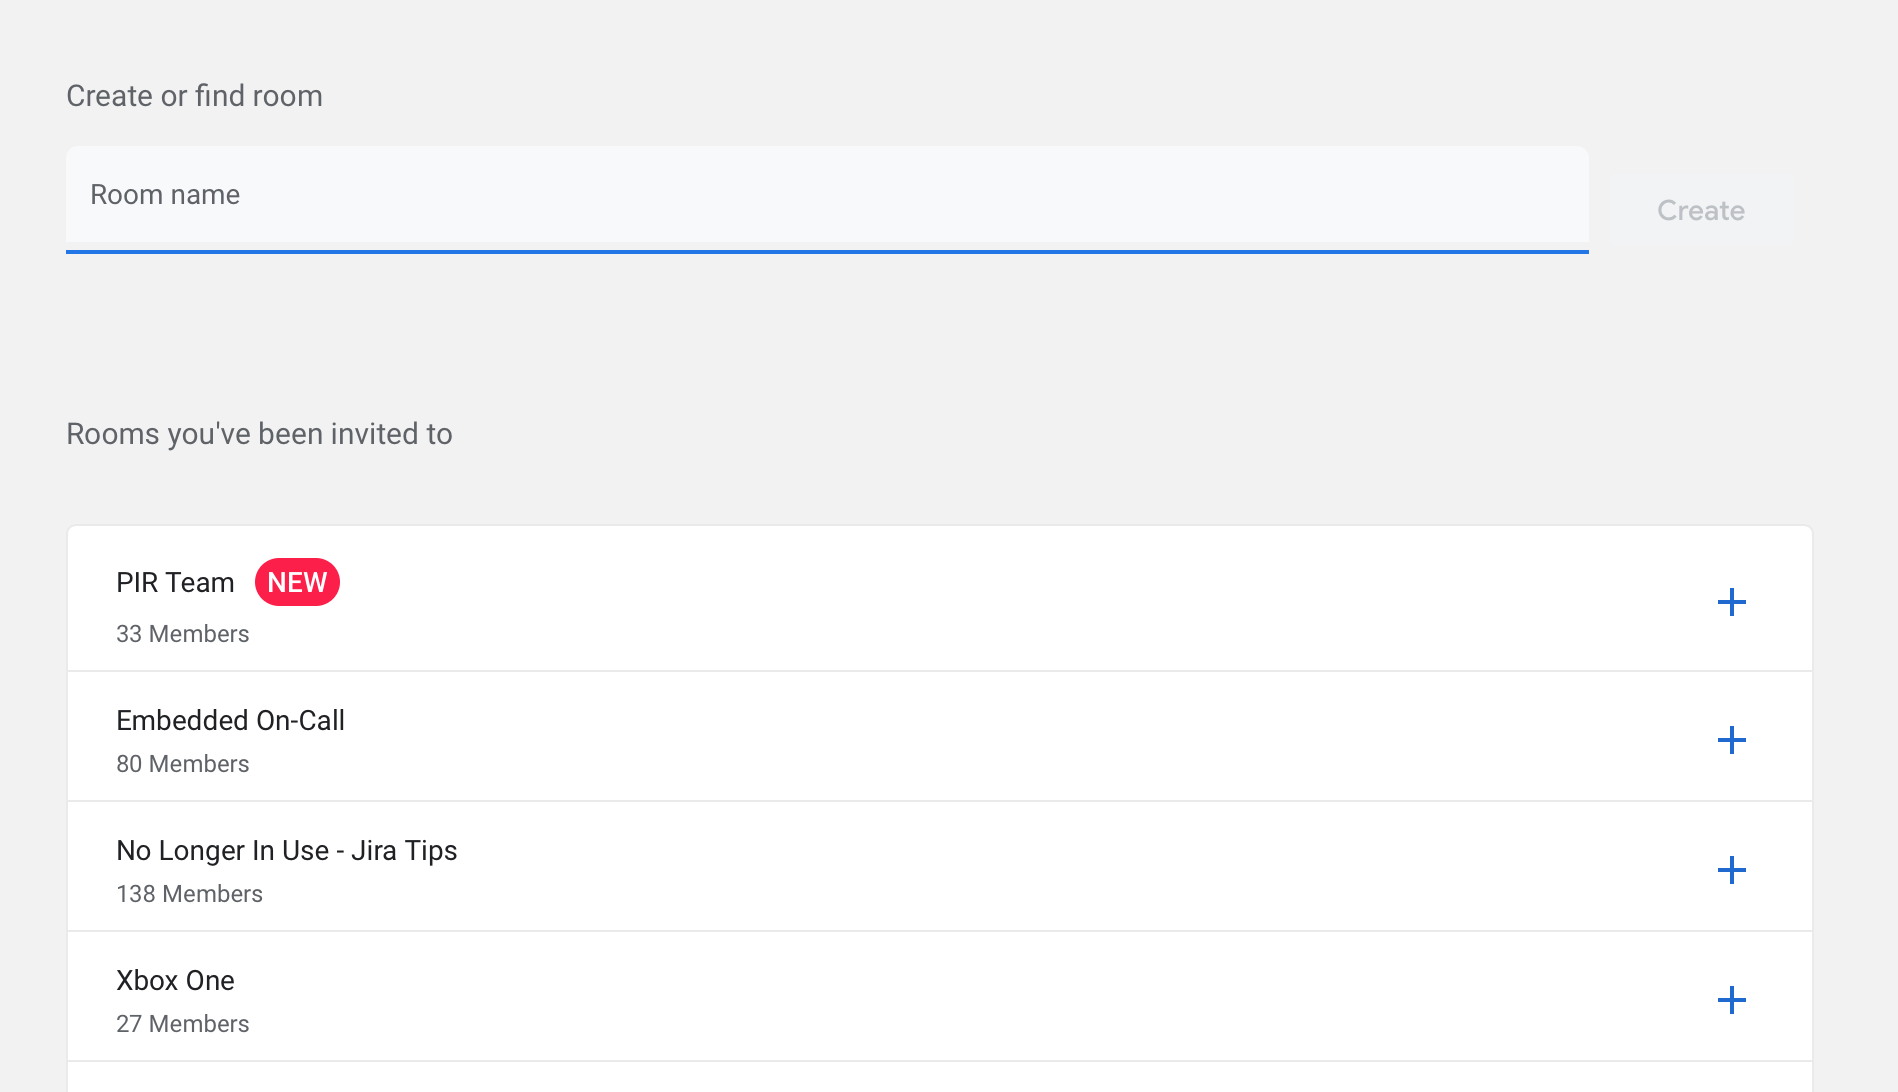 Create or find room
Room name
Create
Rooms you've been invited to
PIR Team NEW
33 Members
Embedded On-Call
80 Members
No Longer In Use - Jira Tips
138 Members
Xbox One
27 Members